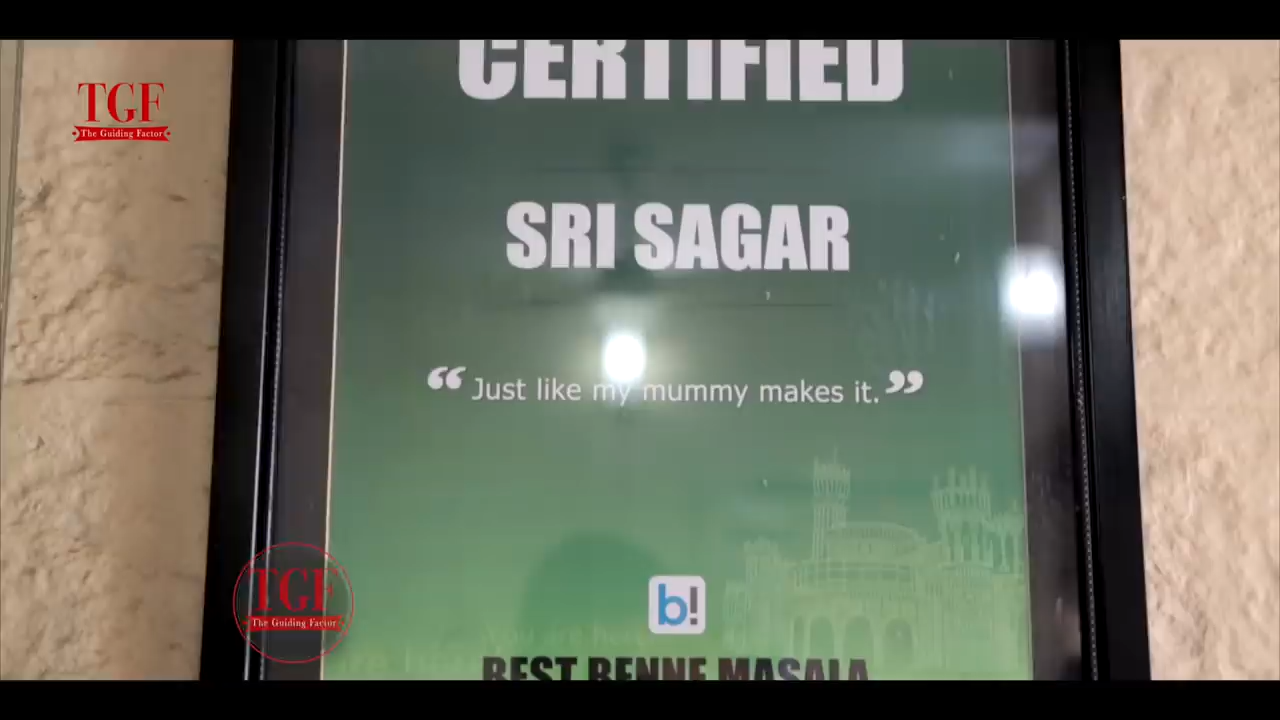 CERTIFIED
TGF
The Guiding Factor
SRI SAGAR
“Just like my mummy makes it.”
b!
TGF
The Guiding Factor
BEST BENNE MASALA